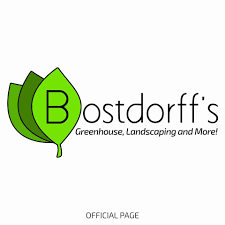 Bostdorff's
Greenhouse, Landscaping and More!
OFFICIAL PAGE